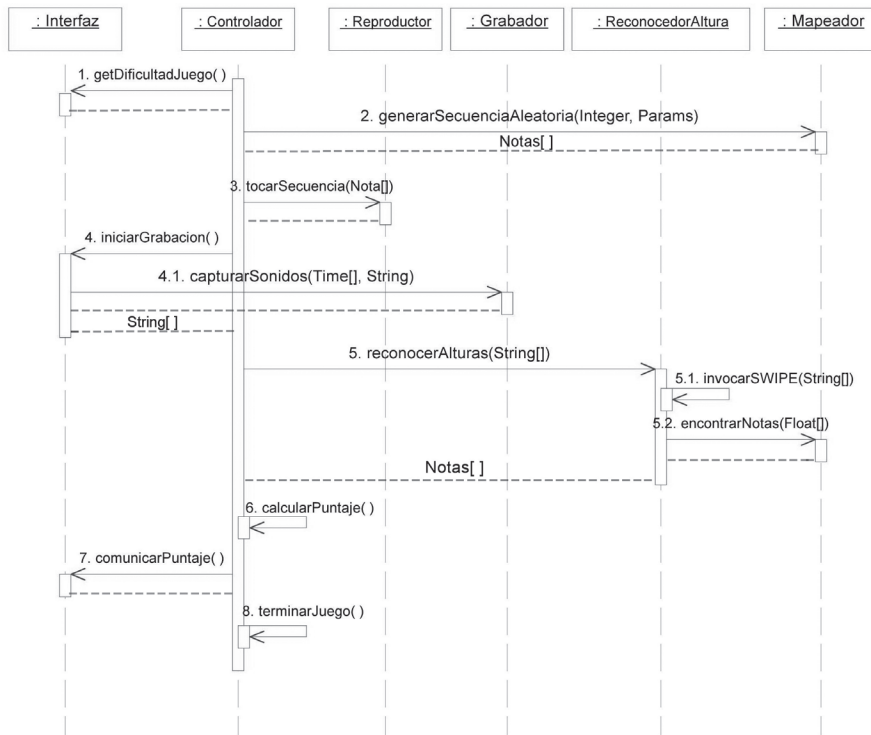 : Interfaz
: Controlador
: Reproductor
: Grabador
: ReconocedorAltura
: Mapeador
1. getDificultadJuego( )
2. generarSecuenciaAleatoria(Integer, Params)
Notas[ ]
3. tocarSecuencia(Nota[])
4. iniciarGrabacion( )
4.1. capturarSonidos(Time[], String)
String[ ]
5. reconocerAlturas(String[])
5.1. invocarSWIPE(String[])
5.2. encontrarNotas(Float[])
Notas[ ]
6. calcularPuntaje( )
7. comunicarPuntaje( )
8. terminarJuego( )